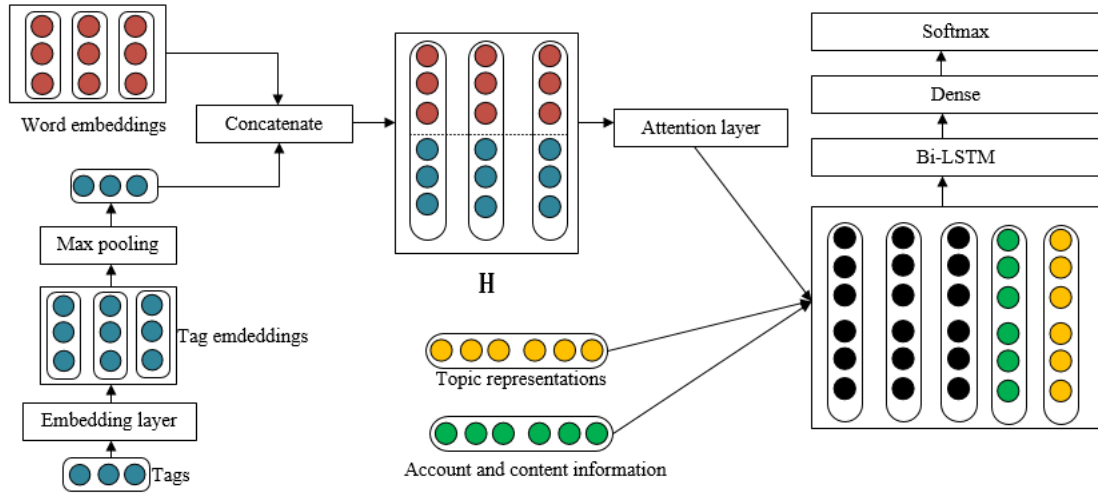 Word embeddings
Concatenate
Max pooling
Tag emdeddings
Embedding layer
Tags
H
Attention layer
Topic representations
Account and content information
Softmax
Dense
Bi-LSTM